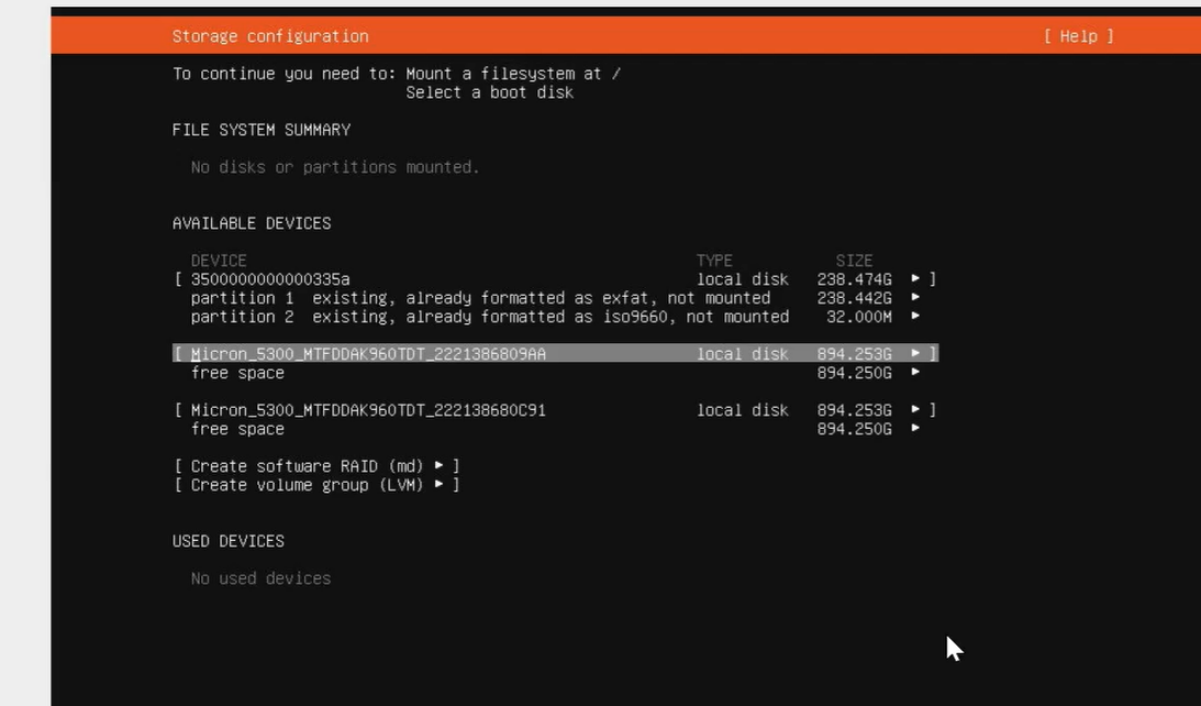 Storage configuration [ Help ]
To continue you need to: Mount a filesystem at /
Select a boot disk
FILE SYSTEM SUMMARY
No disks or partitions mounted.
AVAILABLE DEVICES
DEVICE TYPE SIZE
[ 3500000000000335a local disk 238.474G ► ]
partition 1 existing, already formatted as exfat, not mounted 238.442G ►
partition 2 existing, already formatted as iso9660, not mounted 32.000M ►
[ Micron_5300_MTFDDAK960TDT_2221386809AA local disk 894.253G ► ]
free space 894.250G ►
[ Micron_5300_MTFDDAK960TDT_222138680C91 local disk 894.253G ► ]
free space 894.250G ►
[ Create software RAID (md) ► ]
[ Create volume group (LVM) ► ]
USED DEVICES
No used devices